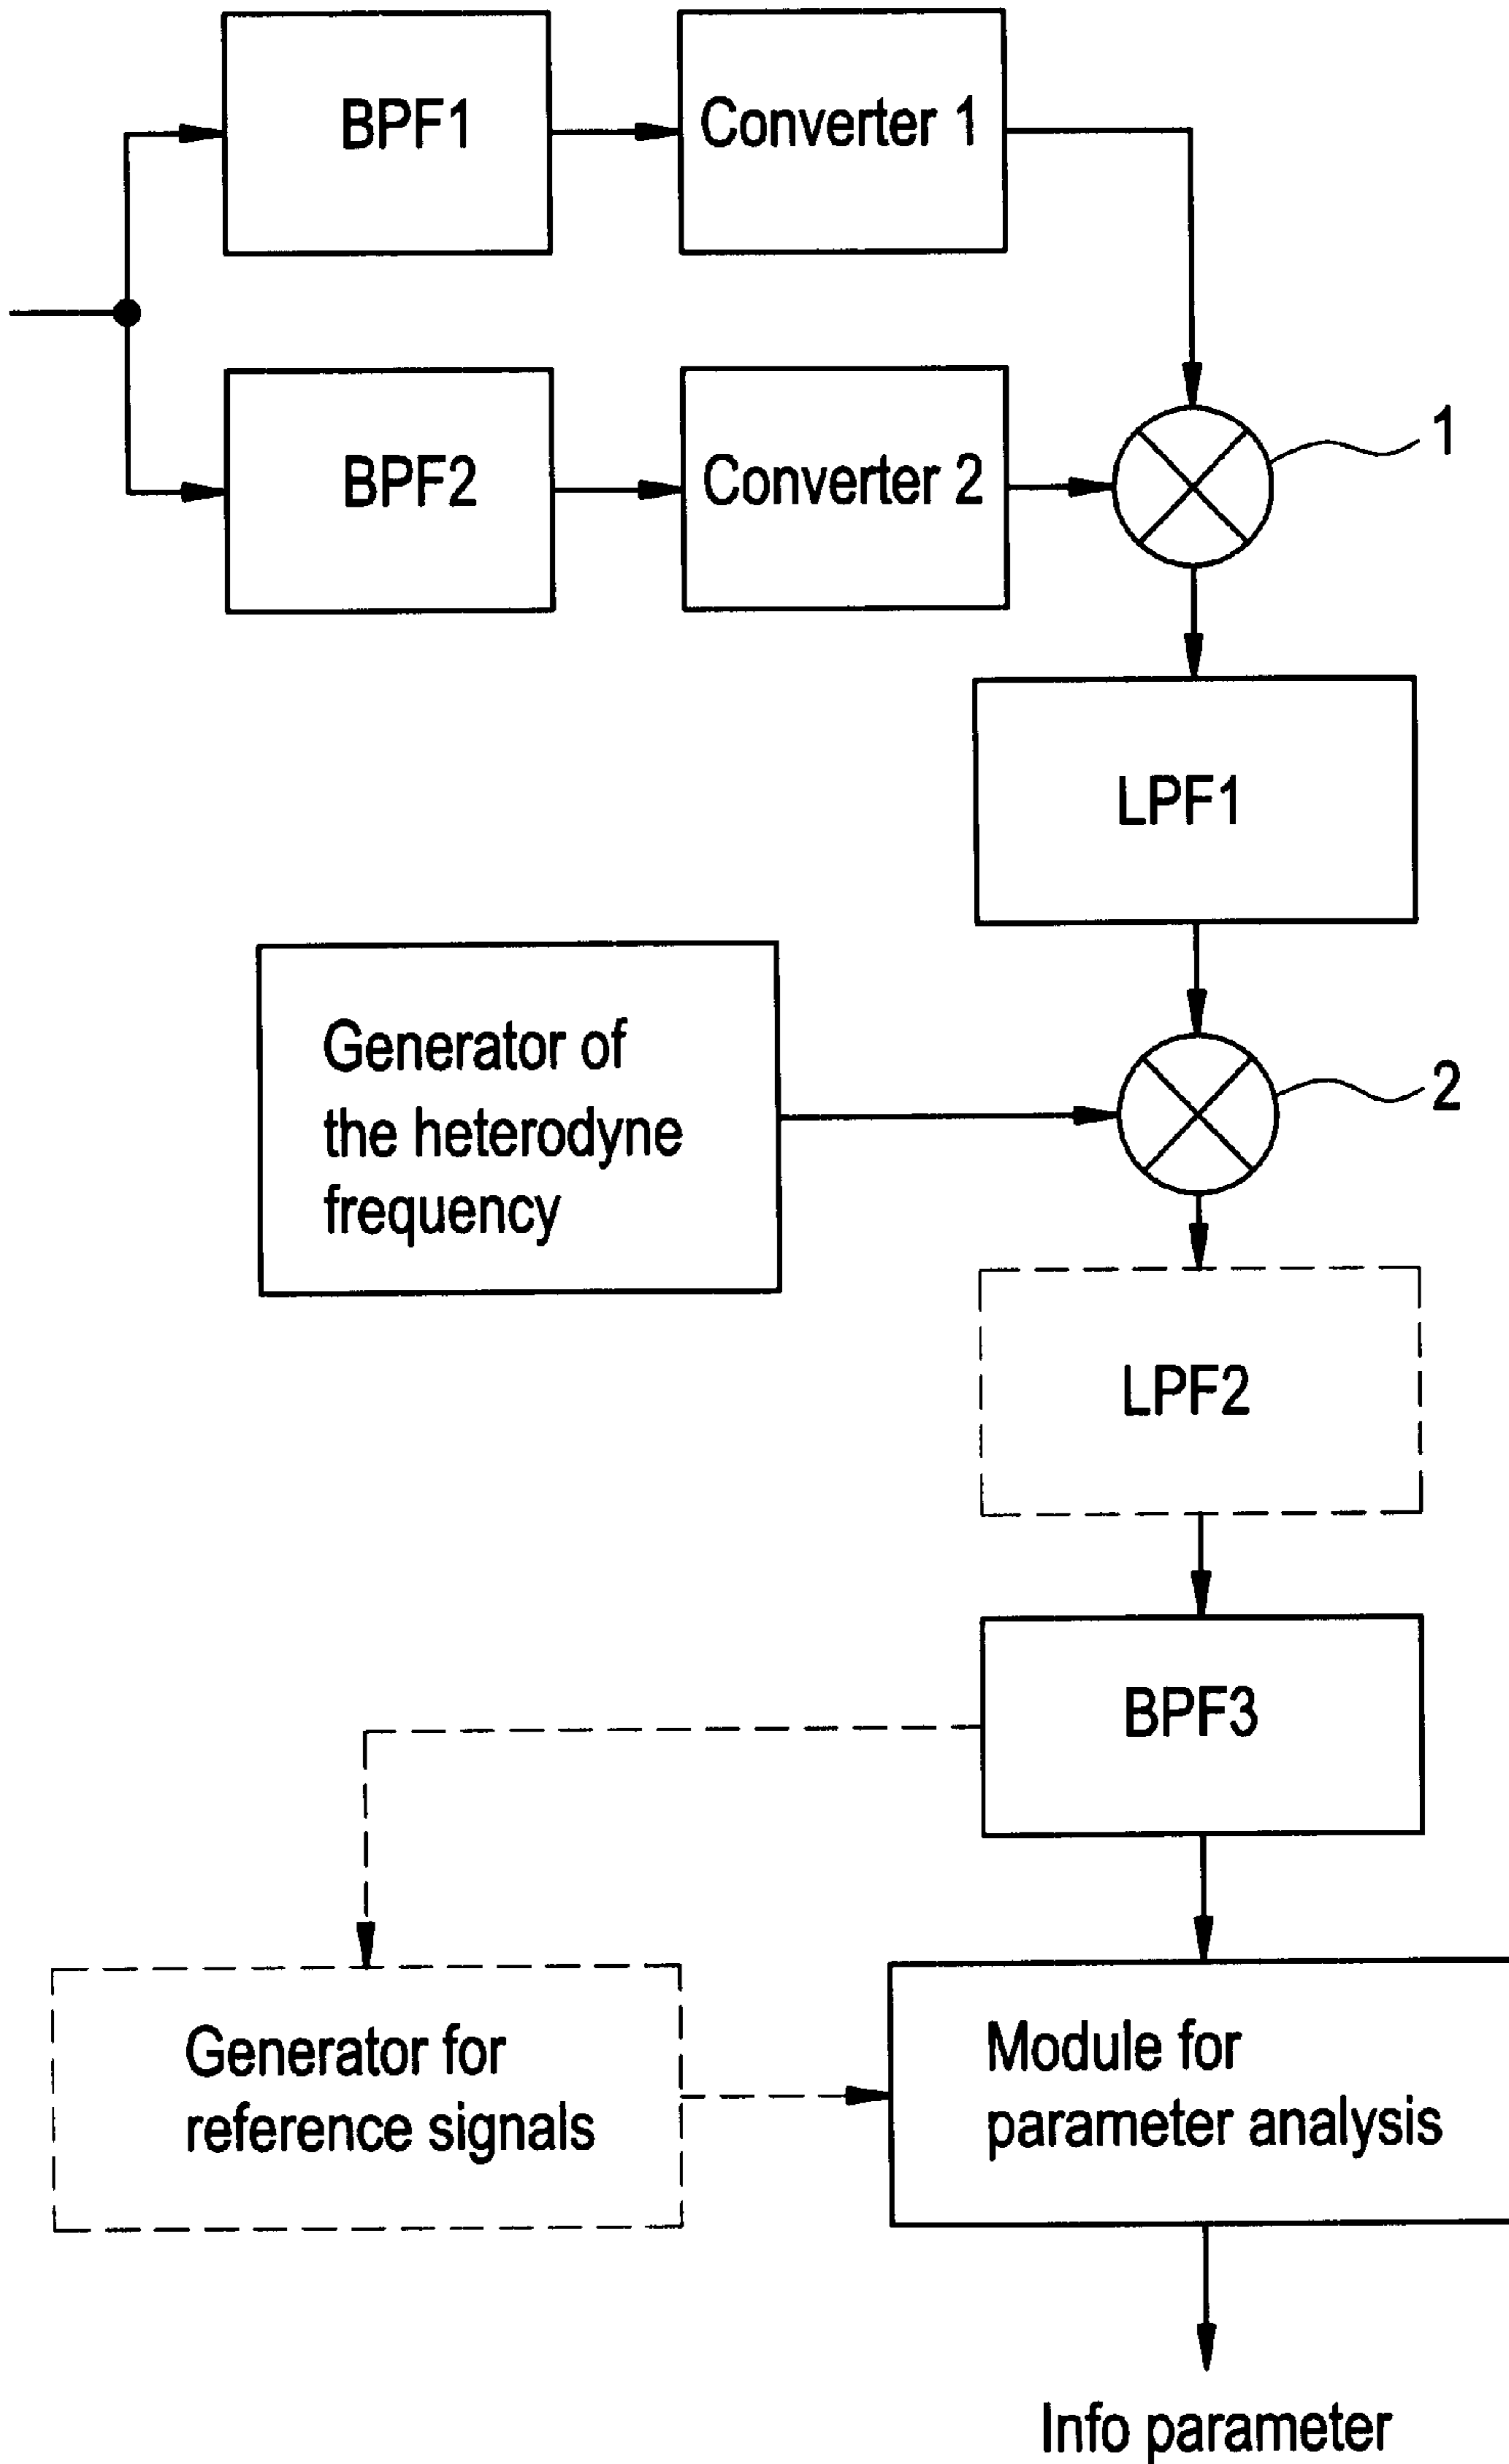 BPF1
Converter 1
BPF2
Converter 2
1
LPF1
Generator of
the heterodyne
frequency
2
LPF2
BPF3
Generator for
reference signals
Module for
parameter analysis
Info parameter